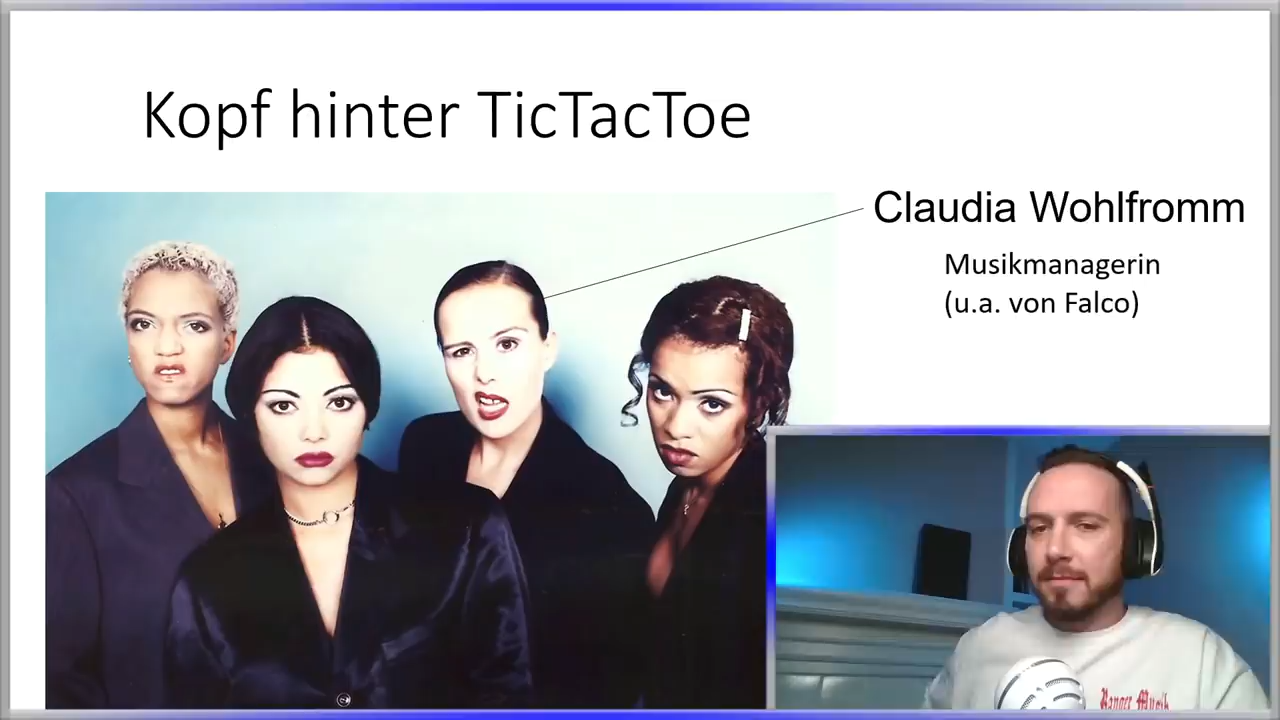 Kopf hinter TicTacToe
Claudia Wohlfromm
Musikmanagerin
(u.a. von Falco)